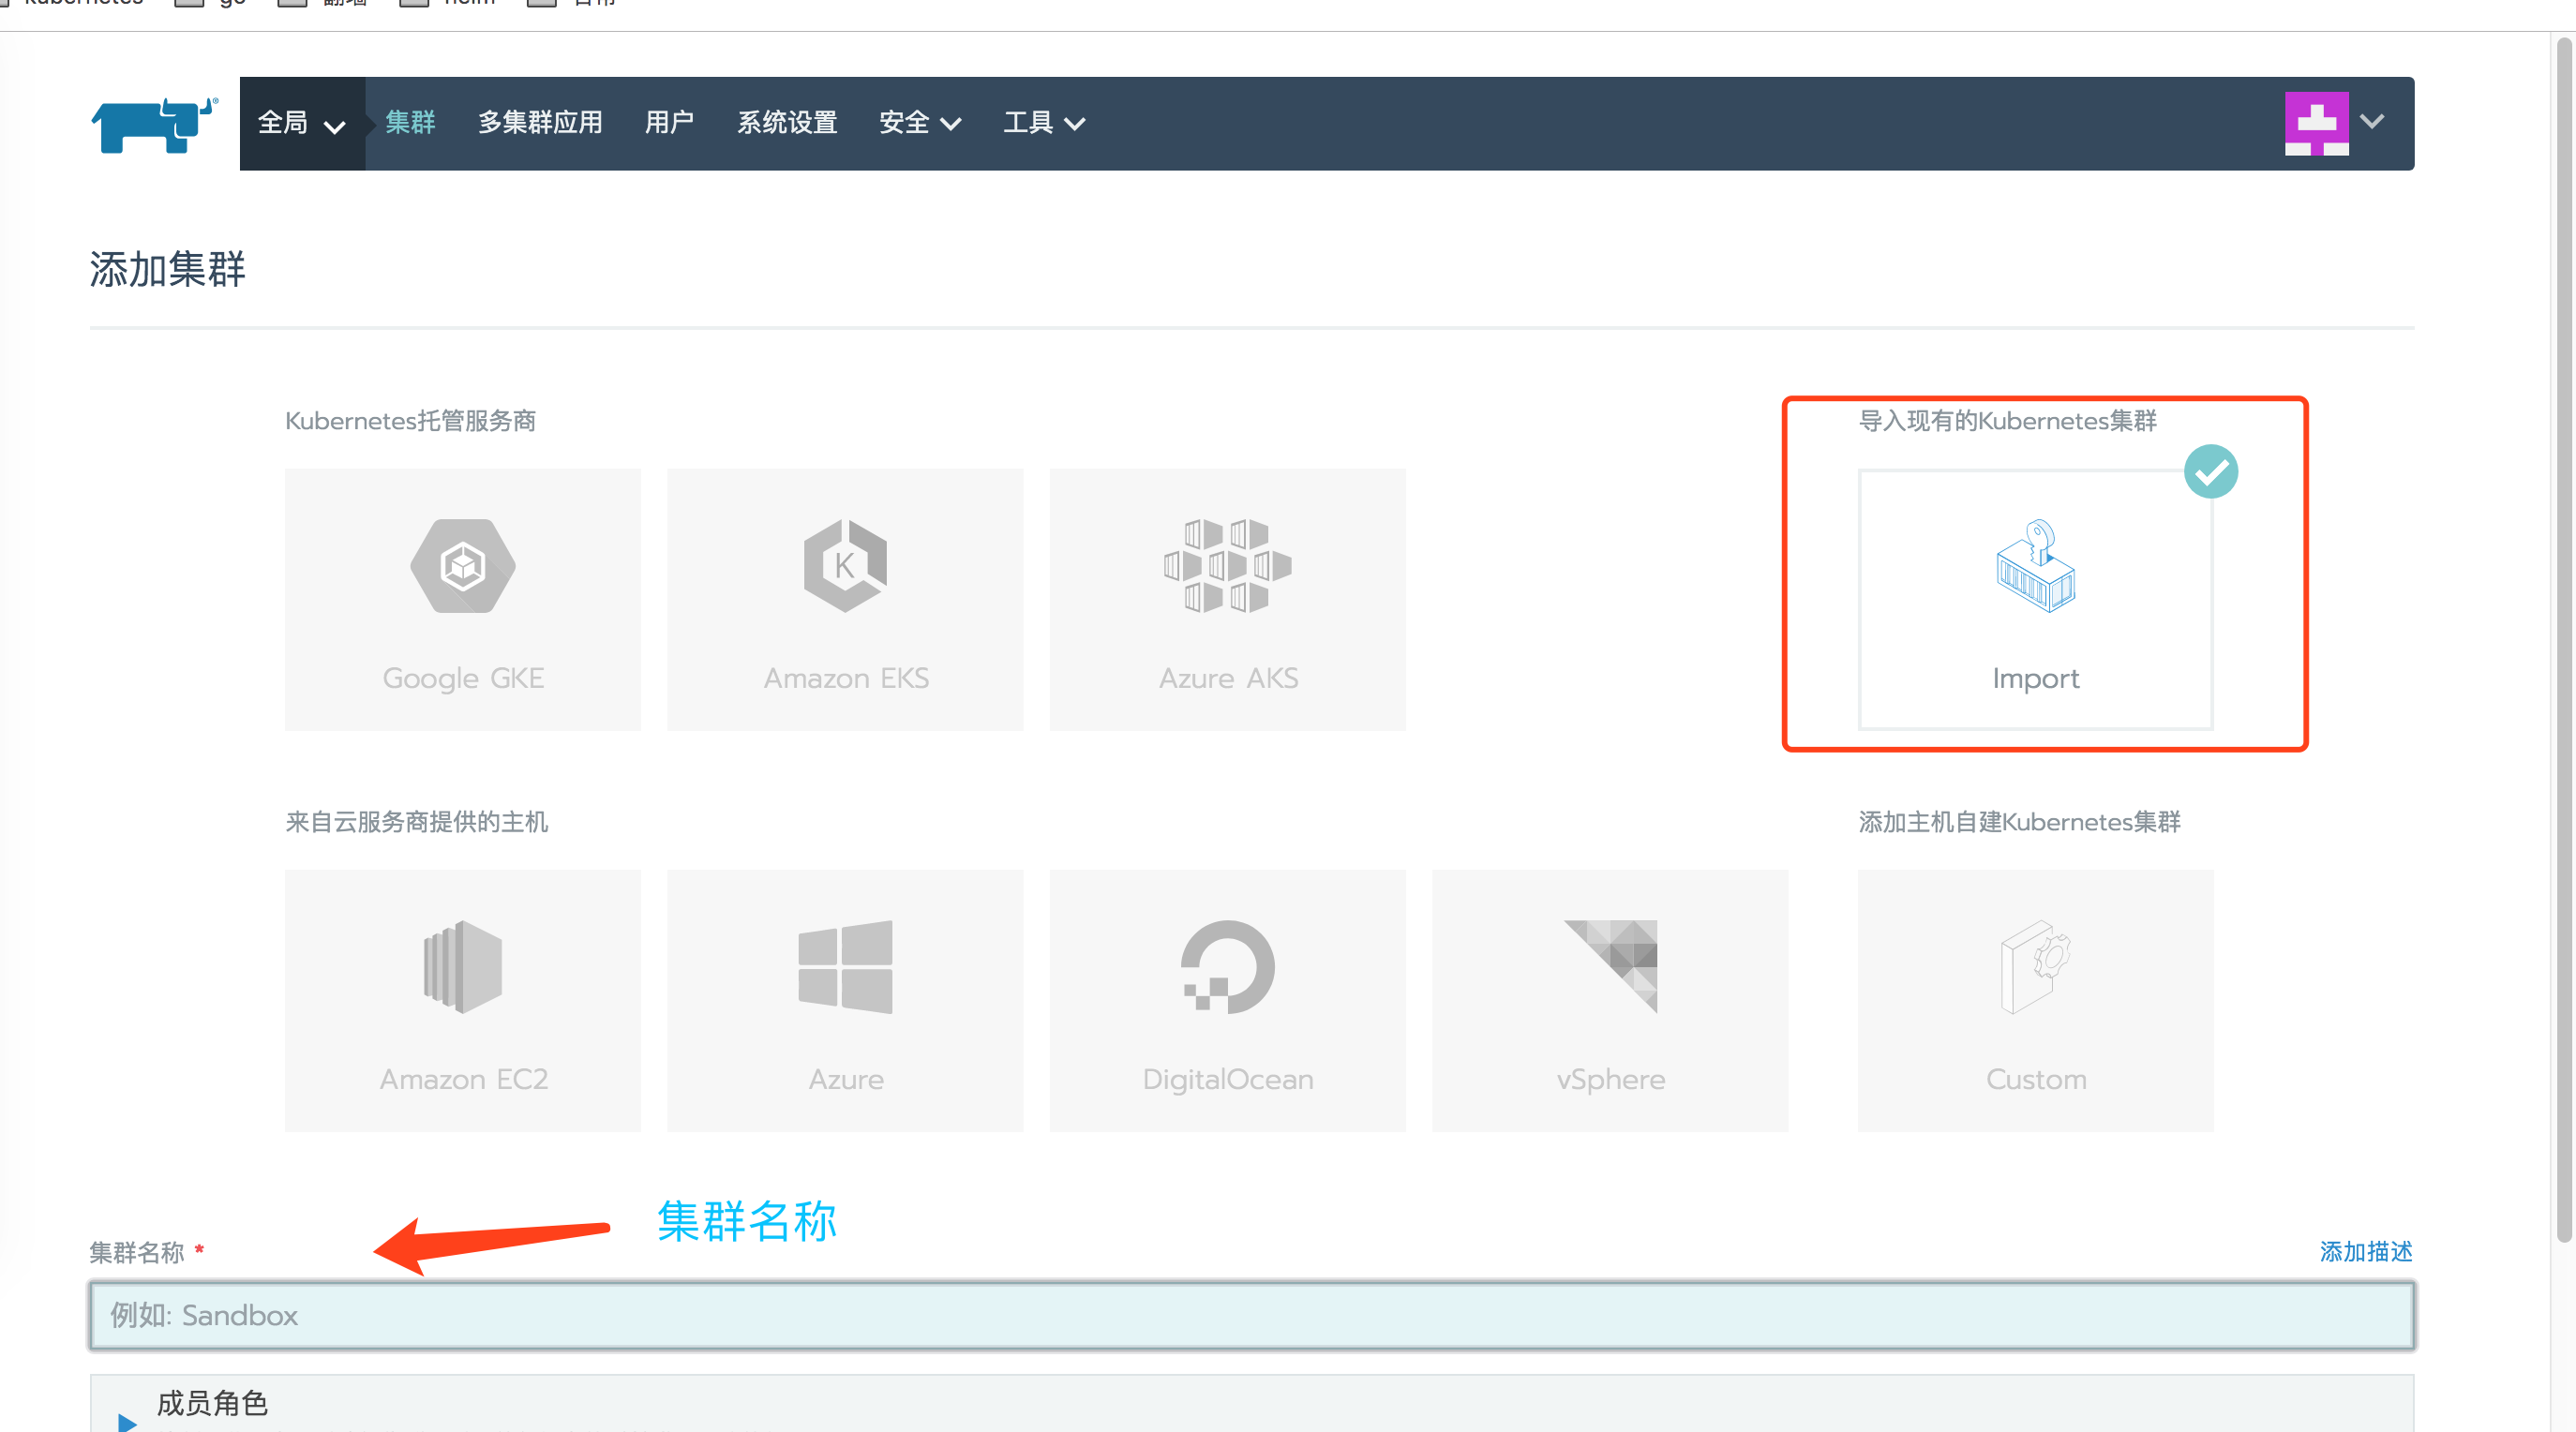 kubernetes go 翻墙 helm
全局 集群 多集群应用 用户 系统设置 安全 工具
添加集群
Kubernetes托管服务商 导入现有的Kubernetes集群
Google GKE Amazon EKS Azure AKS Import
来自云服务商提供的主机 添加主机自建Kubernetes集群
Amazon EC2 Azure DigitalOcean vSphere Custom
集群名称
集群名称 * 添加描述
例如: Sandbox
成员角色